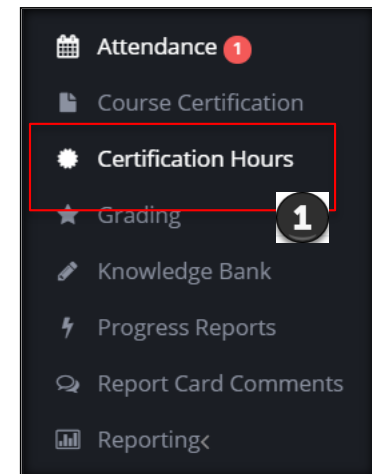 Attendance 1
Course Certification
Certification Hours
Grading
1
Knowledge Bank
Progress Reports
Report Card Comments
Reporting<